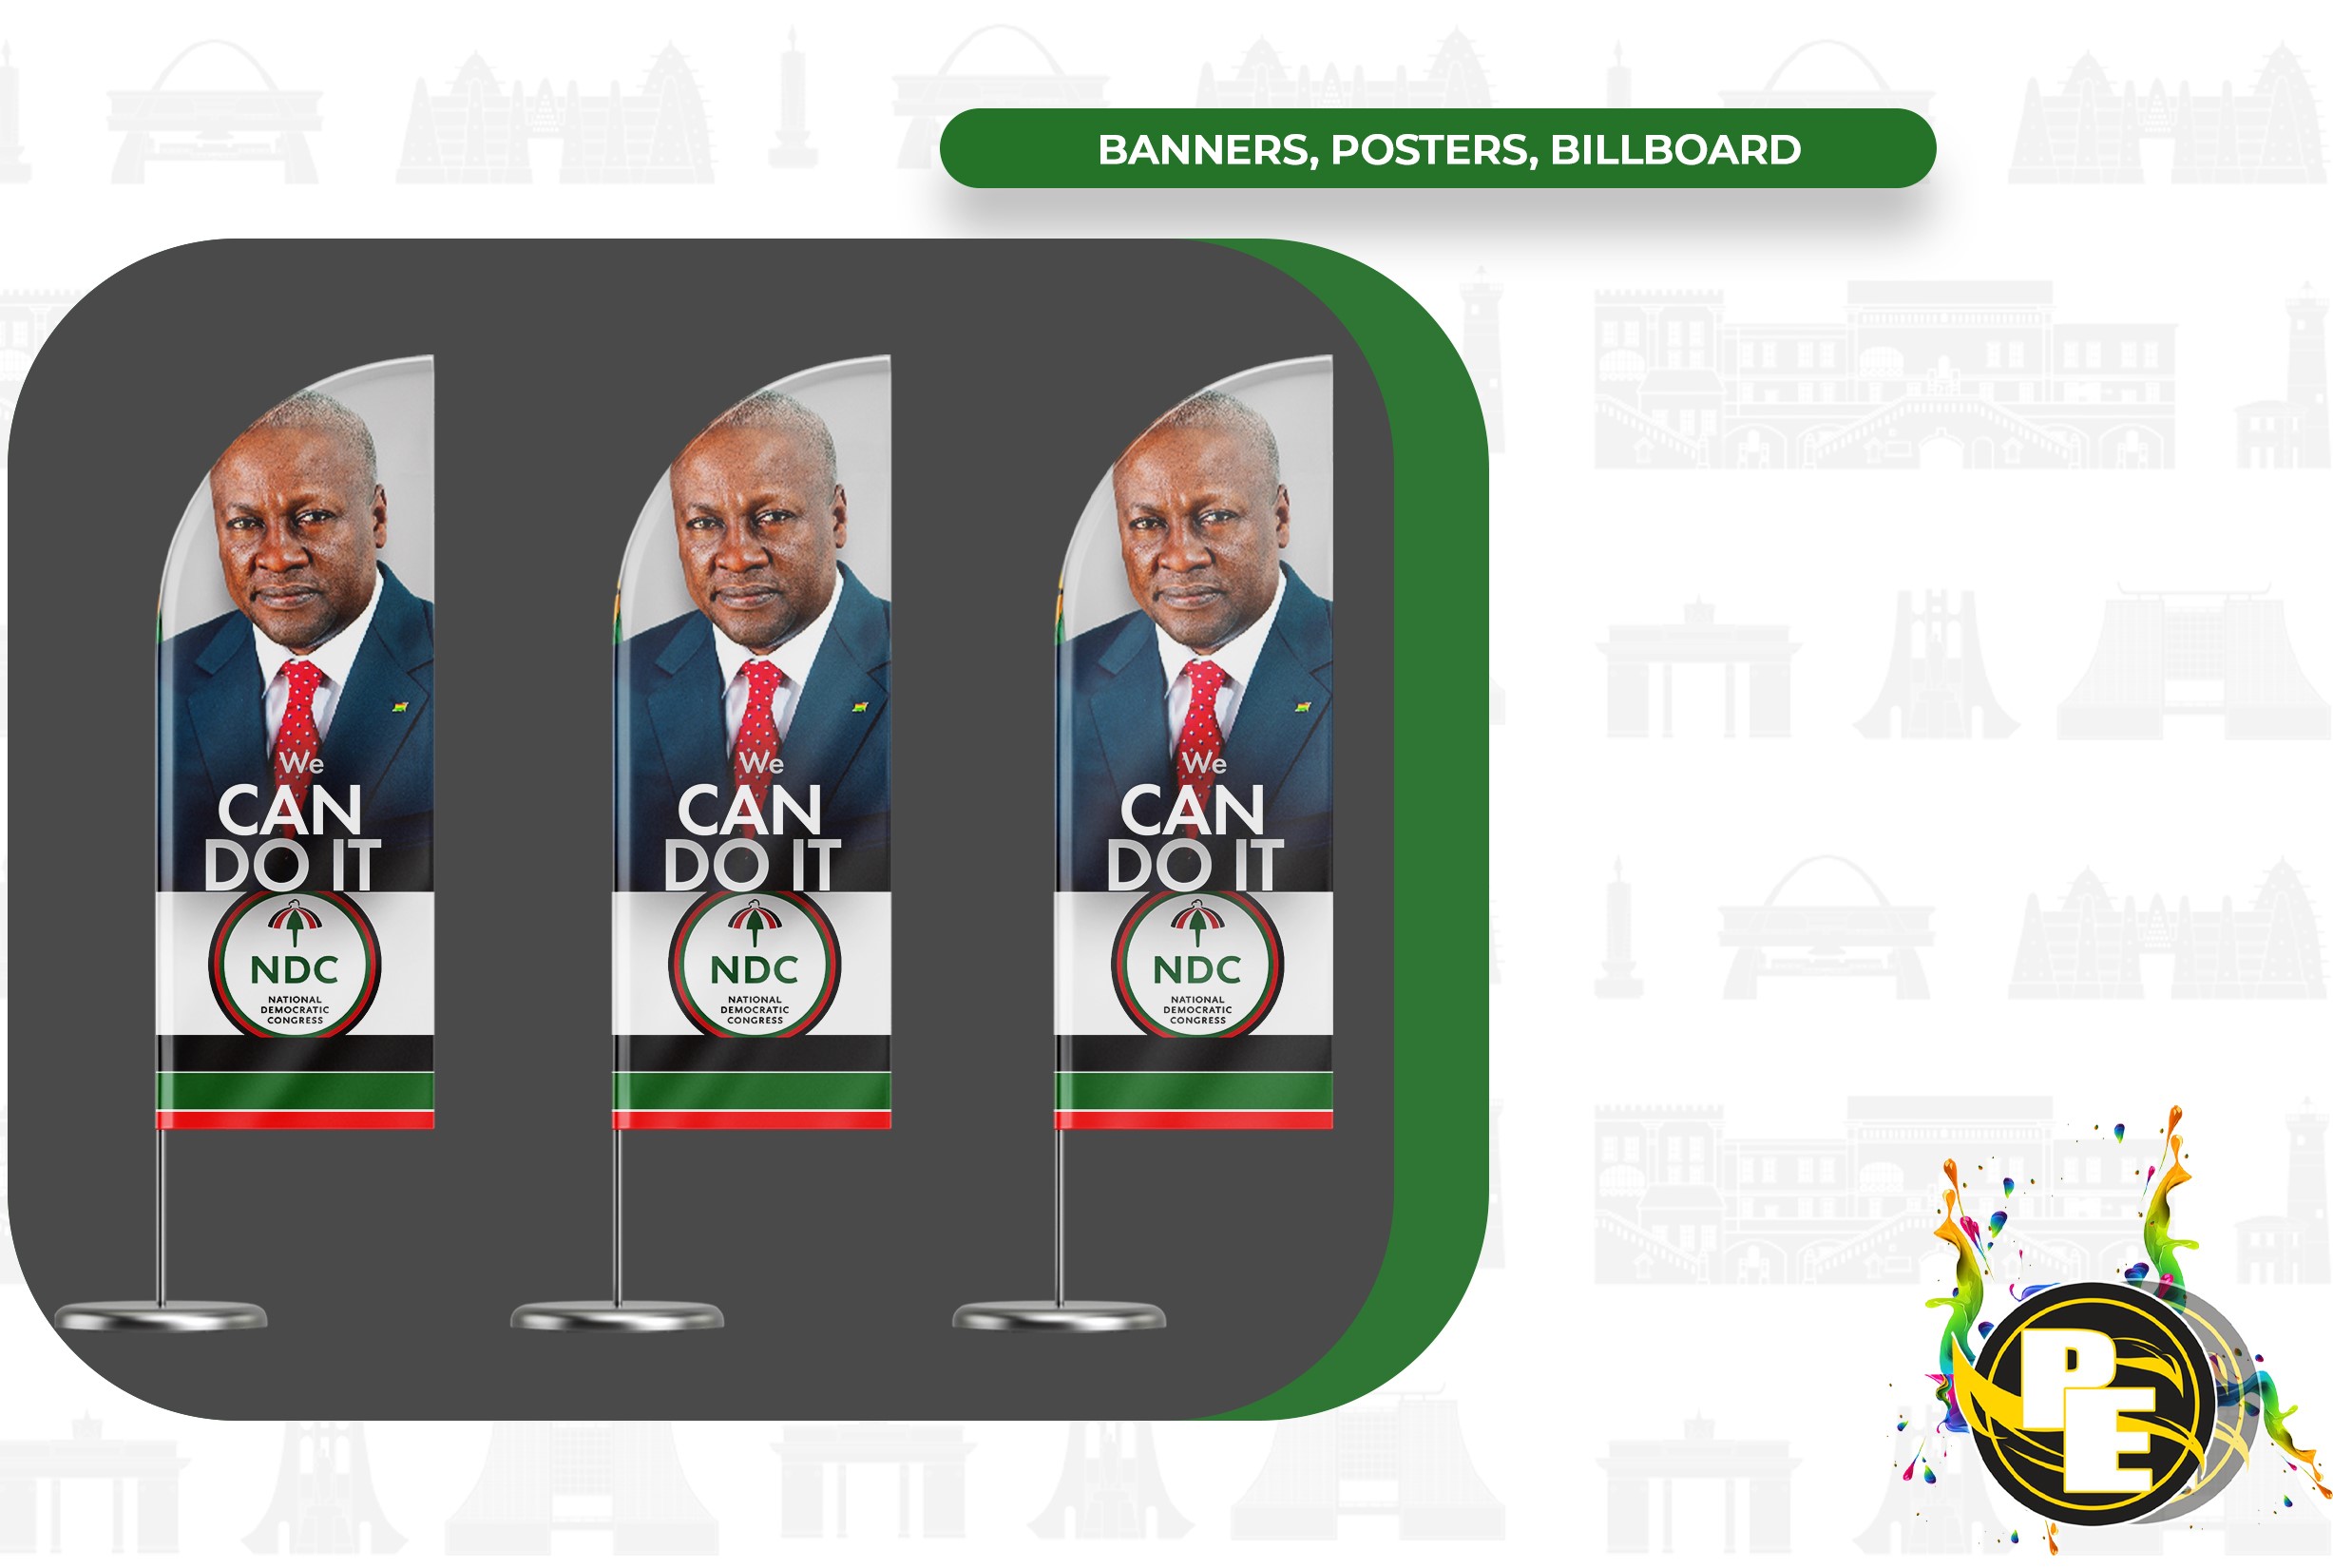 BANNERS, POSTERS, BILLBOARD
We
CAN
DO IT
NDC
NATIONAL
DEMOCRATIC
CONGRESS
We
CAN
DO IT
NDC
NATIONAL
DEMOCRATIC
CONGRESS
We
CAN
DO IT
NDC
NATIONAL
DEMOCRATIC
CONGRESS
P
E